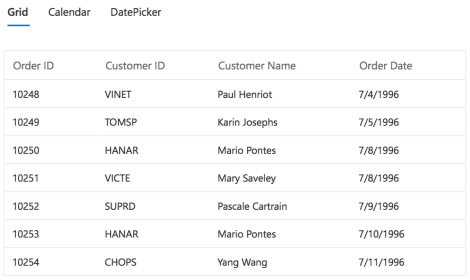 Grid Calendar DatePicker
Order ID Customer ID Customer Name Order Date
10248 VINET Paul Henriot 7/4/1996
10249 TOMSP Karin Josephs 7/5/1996
10250 HANAR Mario Pontes 7/8/1996
10251 VICTE Mary Saveley 7/8/1996
10252 SUPRD Pascale Cartrain 7/9/1996
10253 HANAR Mario Pontes 7/10/1996
10254 CHOPS Yang Wang 7/11/1996